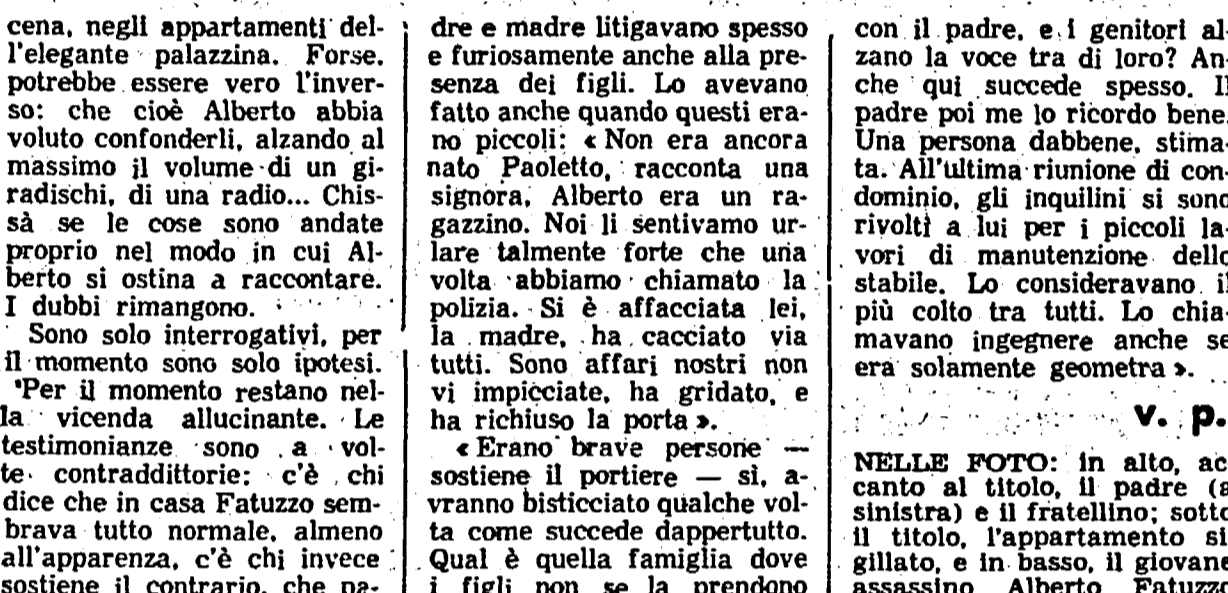 cena, negli appartamenti del-
l'elegante palazzina. Forse.
potrebbe essere vero l'inver-
so: che cioè Alberto abbia
voluto confonderli, alzando al
massimo il volume di un gi-
radischi, di una radio... Chis-
sà se le cose sono andate
proprio nel modo in cui Al-
berto si ostina a raccontare.
I dubbi rimangono.
Sono solo interrogativi, per
il momento sono solo ipotesi.
Per il momento restano nel-
la vicenda allucinante. Le
testimonianze sono a vol-
te contraddittorie: c'è chi
dice che in casa Fatuzzo sem-
brava tutto normale, almeno
all'apparenza, c'è chi invece
sostiene il contrario, che pa-
dre e madre litigavano spesso
e furiosamente anche alla pre-
senza dei figli. Lo avevano
fatto anche quando questi era-
no piccoli: « Non era ancora
nato Paoletto, racconta una
signora, Alberto era un ra-
gazzino. Noi li sentivamo ur-
lare talmente forte che una
volta abbiamo chiamato la
polizia. Si è affacciata lei,
la madre, ha cacciato via
tutti. Sono affari nostri non
vi impicciate, ha gridato, e
ha richiuso la porta ».
« Erano brave persone —
sostiene il portiere — sì, a-
vranno bisticciato qualche vol-
ta come succede dappertutto.
Qual è quella famiglia dove
i figli non se la prendono
con il padre, e i genitori al-
zano la voce tra di loro? An-
che qui succede spesso. Il
padre poi me lo ricordo bene.
Una persona dabbene, stima-
ta. All'ultima riunione di con-
dominio, gli inquilini si sono
rivolti a lui per i piccoli la-
vori di manutenzione dello
stabile. Lo consideravano il
più colto tra tutti. Lo chia-
mavano ingegnere anche se
era solamente geometra ».
v. p.
NELLE FOTO: in alto, ac-
canto al titolo, il padre (a
sinistra) e il fratellino; sotto
il titolo, l'appartamento si-
gillato, e in basso, il giovane
assassino Alberto Fatuzzo